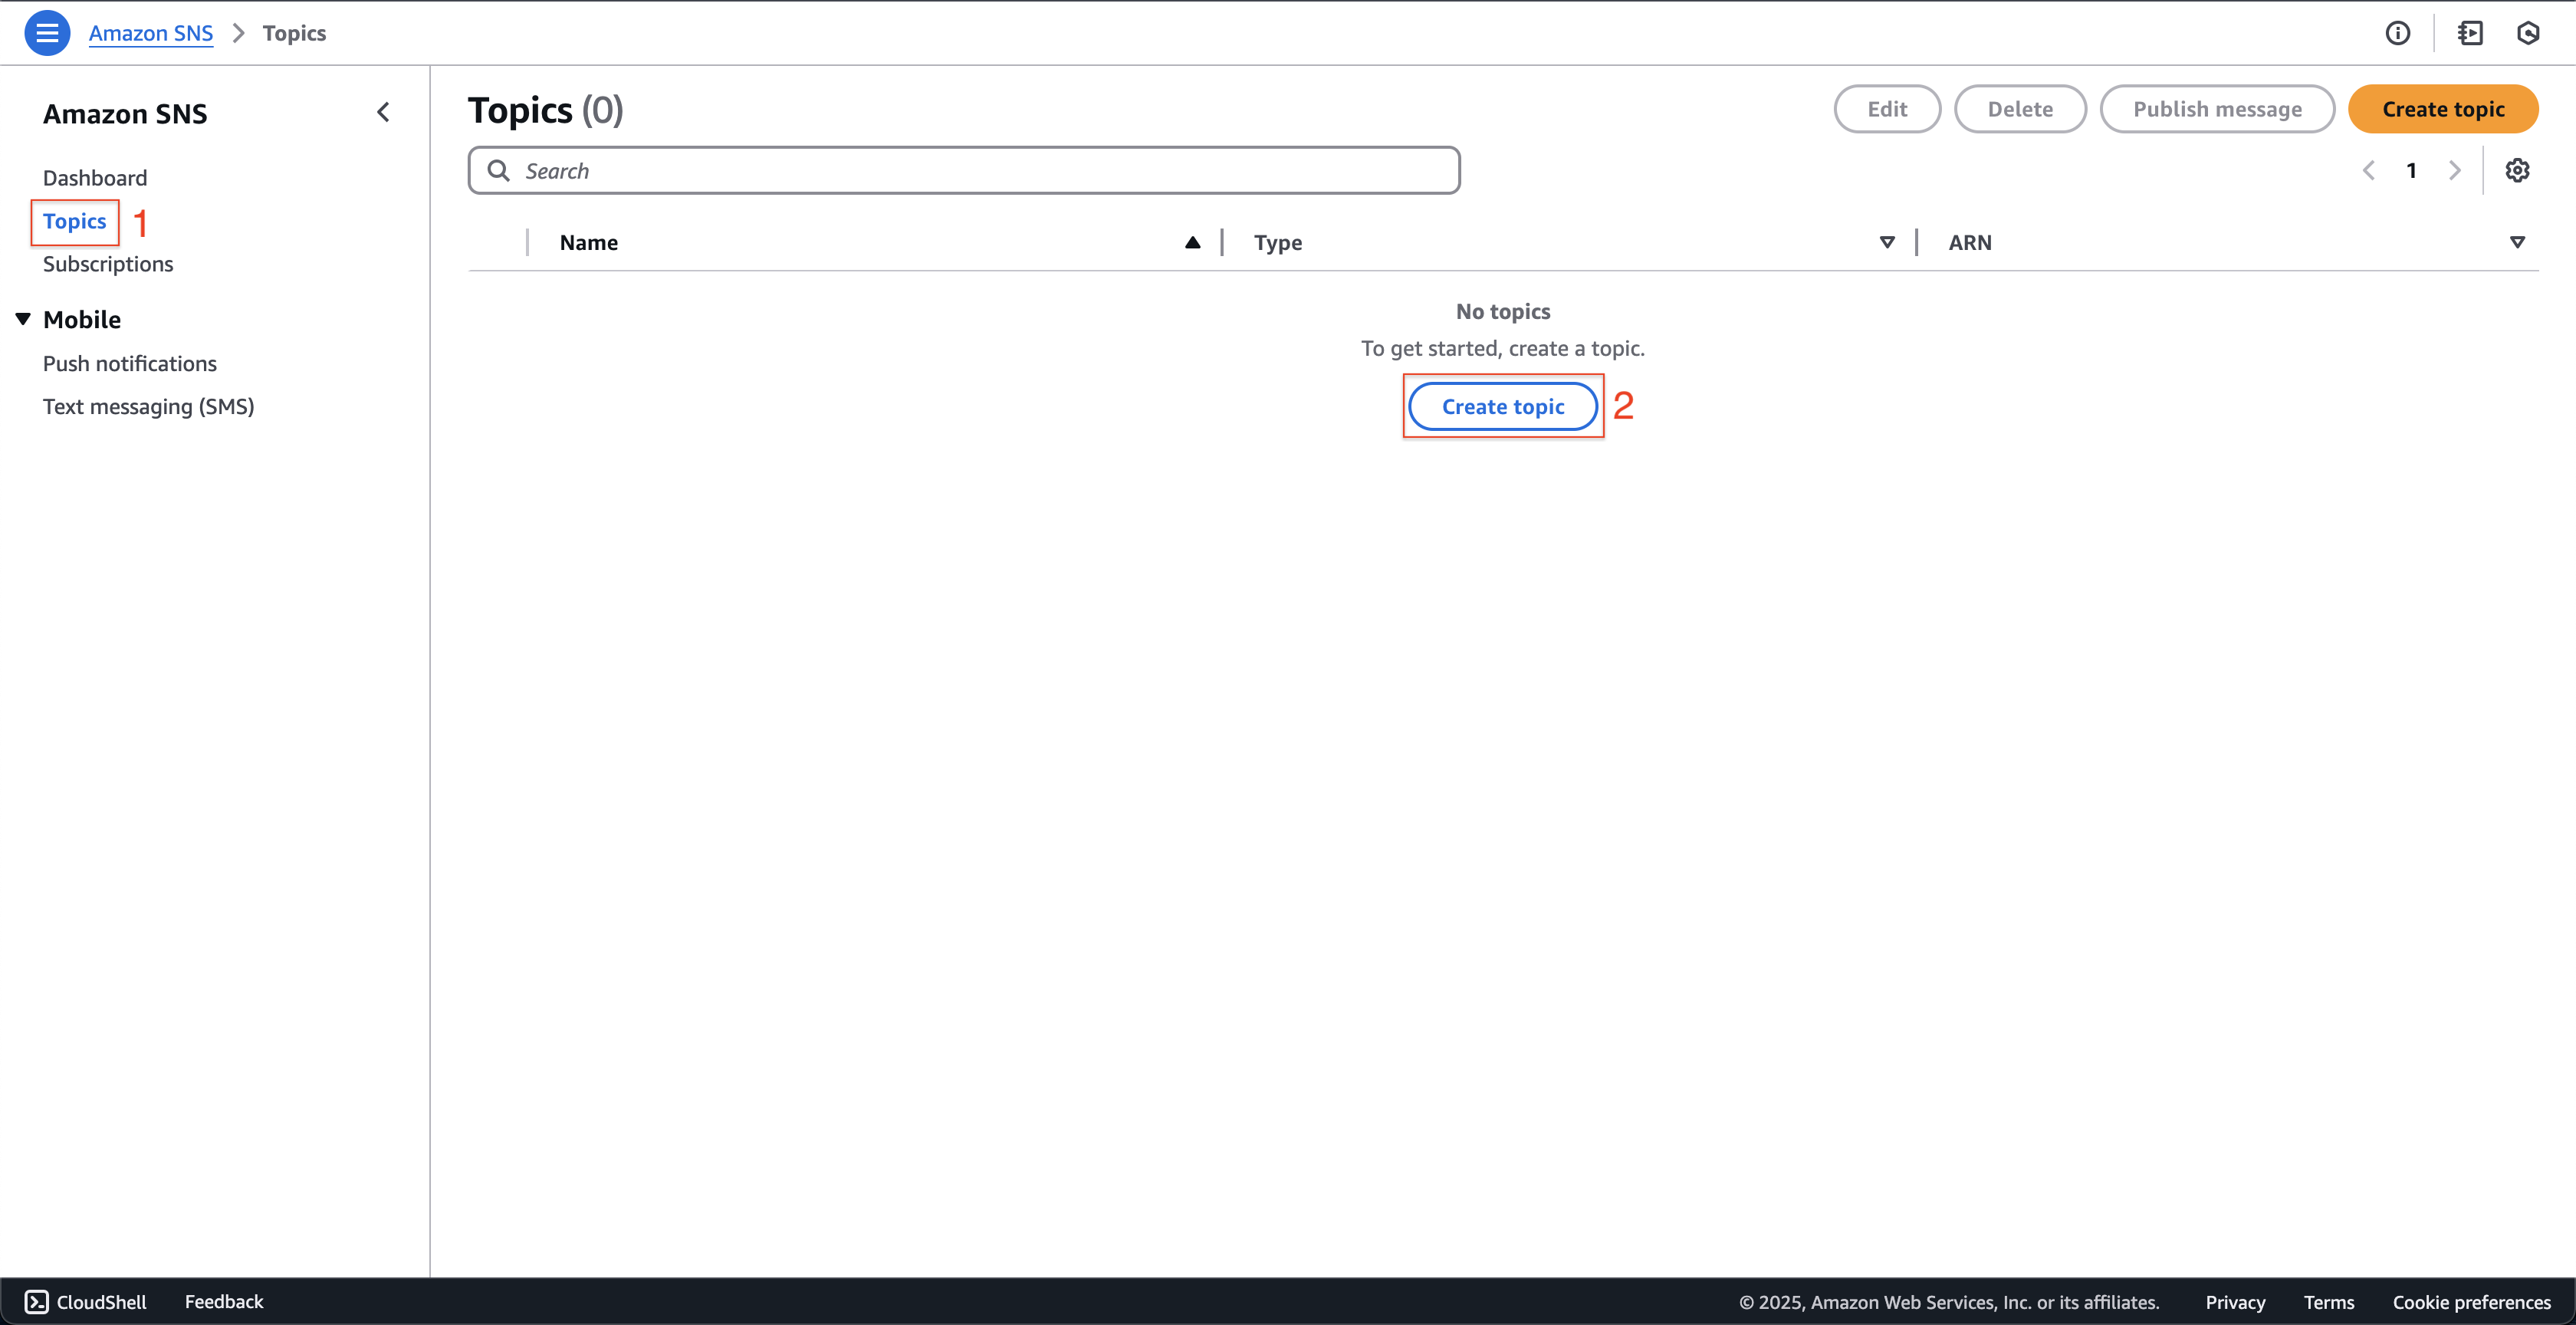 Amazon SNS > Topics
Amazon SNS
Dashboard
Topics 1
Subscriptions
Mobile
Push notifications
Text messaging (SMS)
Topics (0)
Edit
Delete
Publish message
Create topic
Search
1
Name
Type
ARN
No topics
To get started, create a topic.
Create topic 2
CloudShell
Feedback
© 2025, Amazon Web Services, Inc. or its affiliates.
Privacy
Terms
Cookie preferences